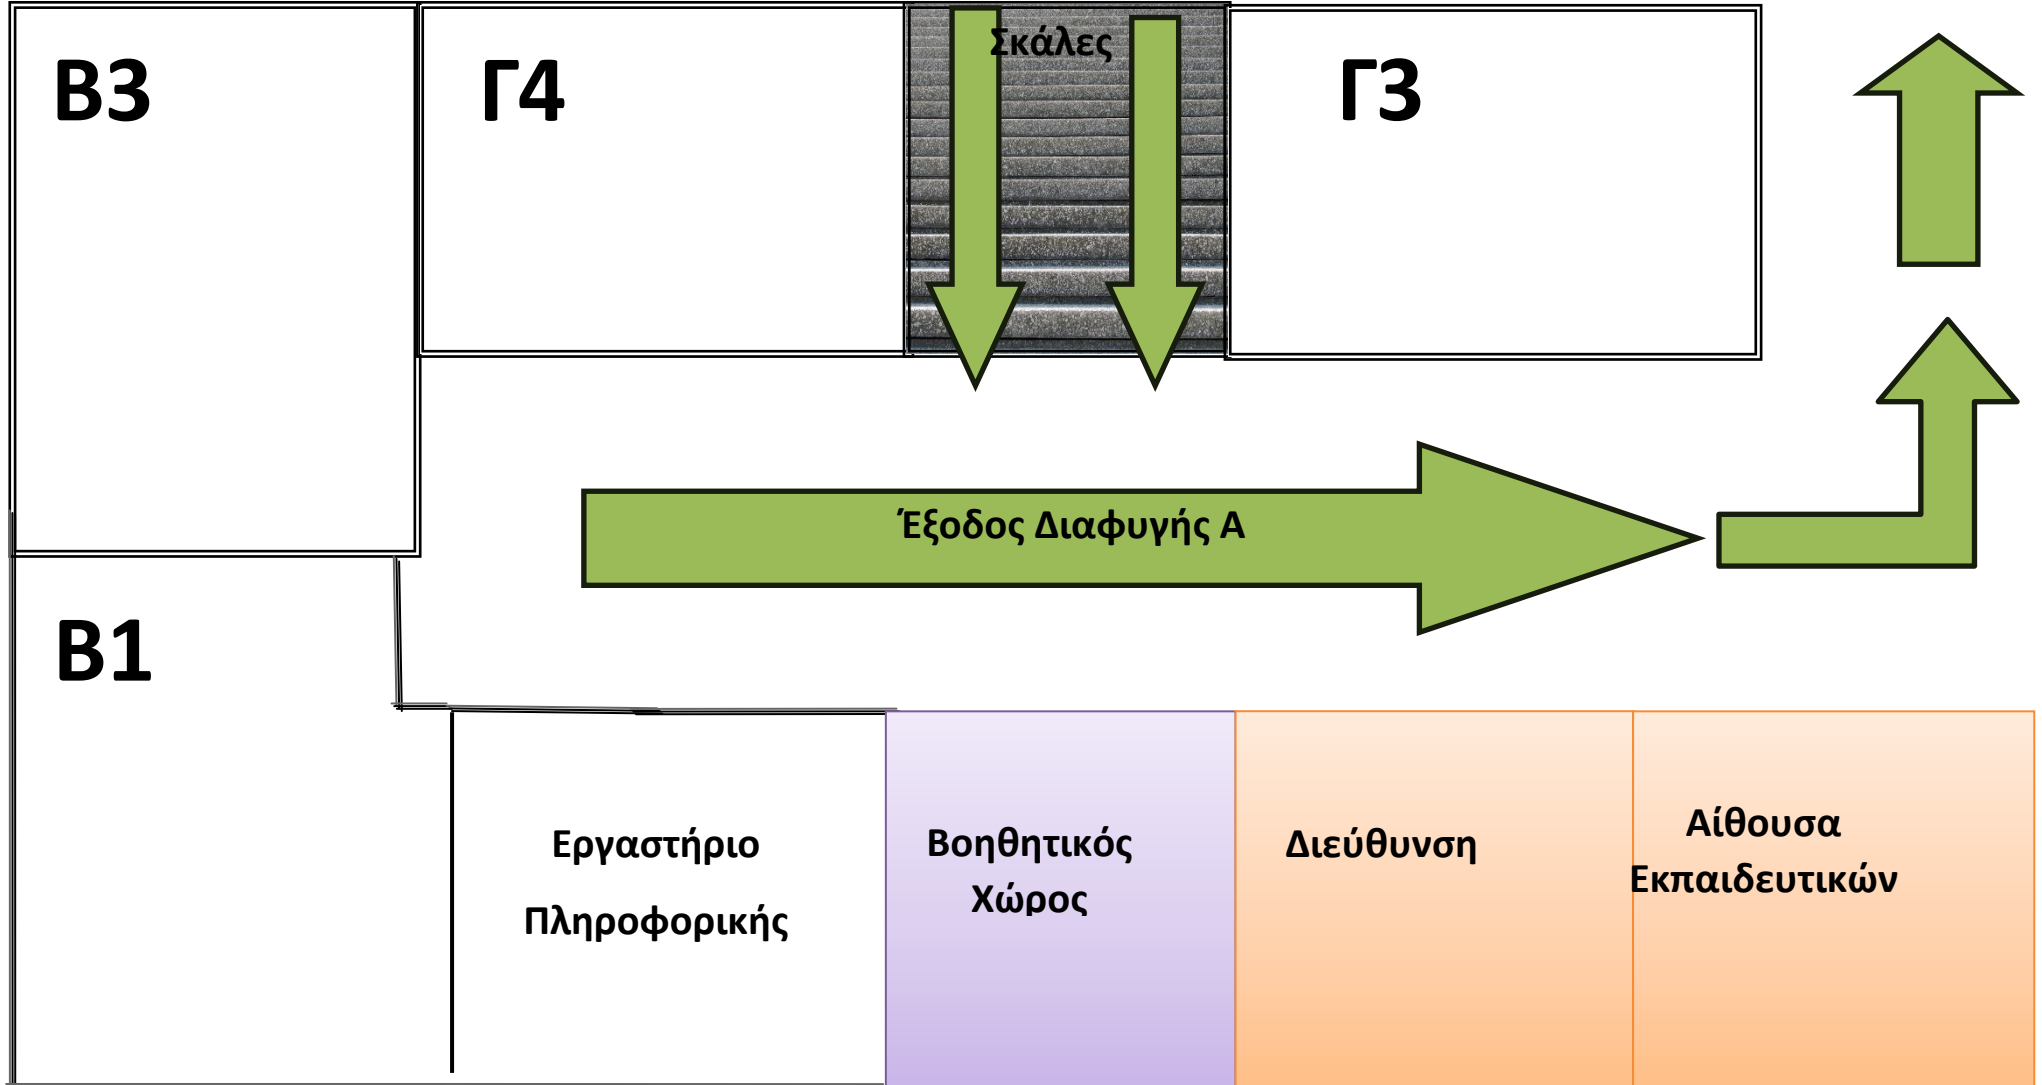 Β3
Γ4
Σκάλες
Γ3
Έξοδος Διαφυγής Α
Β1
Εργαστήριο
Πληροφορικής
Βοηθητικός
Χώρος
Διεύθυνση
Αίθουσα
Εκπαιδευτικών